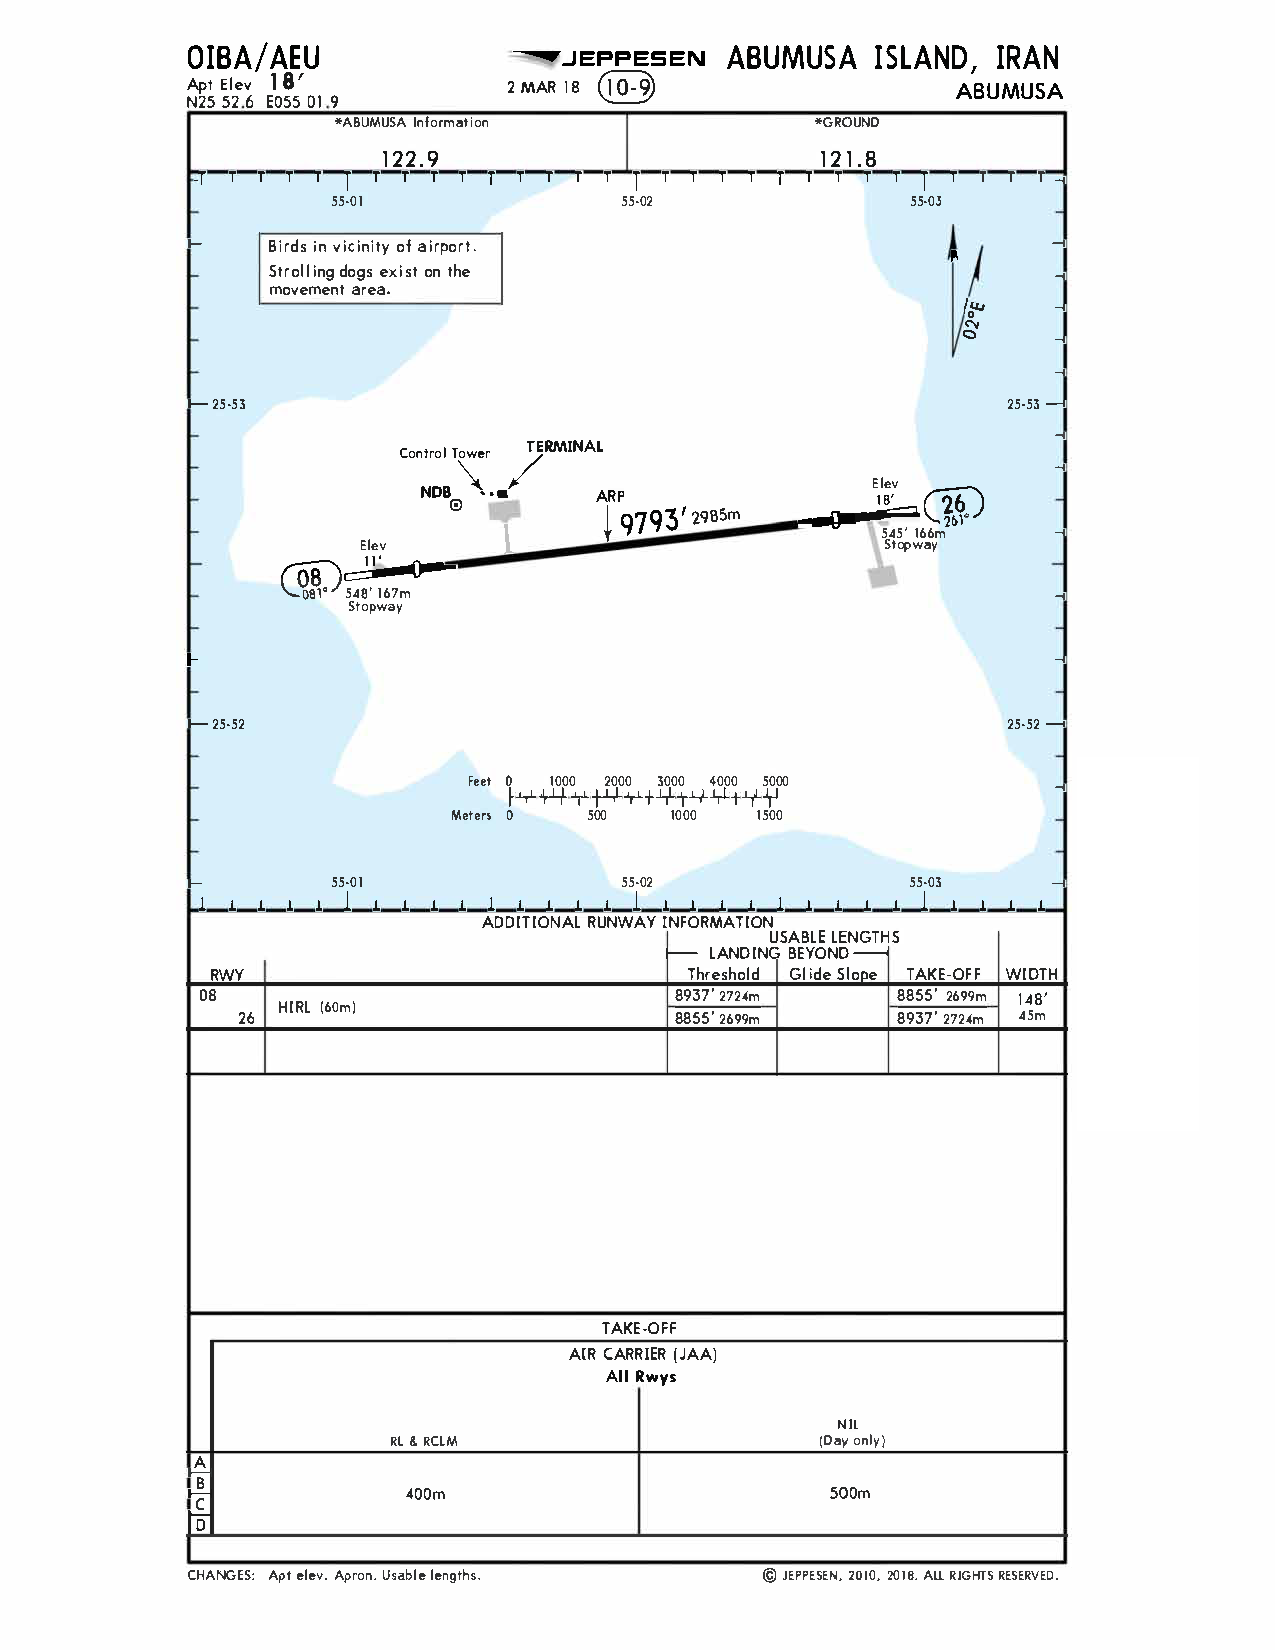 OIBA/AEU
Apt Elev 18'
N25 52.6 E055 01.9
JEPPESEN
2 MAR 18 10-9
ABUMUSA ISLAND, IRAN
ABUMUSA
*ABUMUSA Information
122.9
*GROUND
121.8
55-01 55-02 55-03
Birds in vicinity of airport.
Strolling dogs exist on the
movement area.
02°E
25-53 25-53
Control Tower
TERMINAL
NDB
ARP
9793' 2985m
Elev
18'
26
261°
545' 166m
Stopway
Elev
11'
08
081°
548' 167m
Stopway
25-52 25-52
Feet 0 1000 2000 3000 4000 5000
Meters 0 500 1000 1500
55-01 55-02 55-03
ADDITIONAL RUNWAY INFORMATION
USABLE LENGTHS
LANDING BEYOND
RWY Threshold Glide Slope TAKE-OFF WIDTH
08 8937' 2724m 8855' 2699m 148'
HIRL (60m)
26 8855' 2699m 8937' 2724m 45m
TAKE-OFF
AIR CARRIER (JAA)
All Rwys
NIL
RL & RCLM (Day only)
A
B
400m 500m
C
D
CHANGES: Apt elev. Apron. Usable lengths.
© JEPPESEN, 2010, 2018. ALL RIGHTS RESERVED.